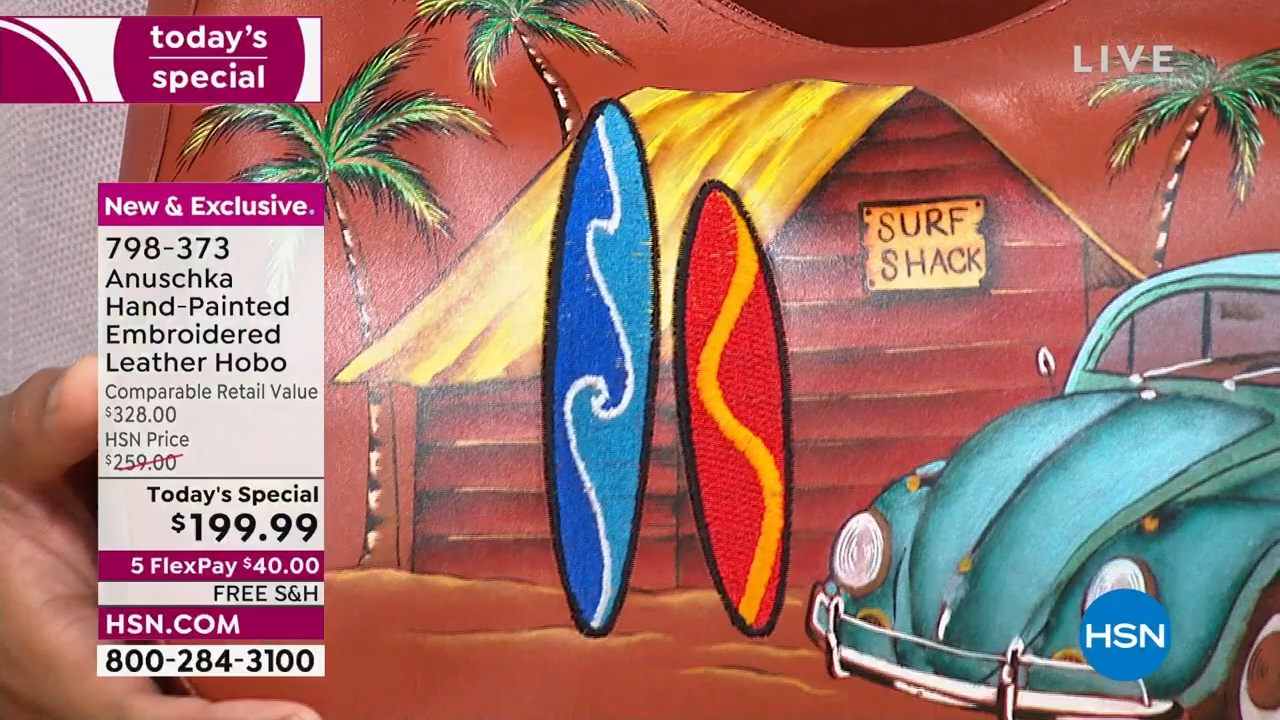 today's
special
LIVE
New & Exclusive.
798-373
Anuschka
Hand-Painted
Embroidered
Leather Hobo
Comparable Retail Value
$328.00
HSN Price
$259.00
Today's Special
$199.99
5 FlexPay $40.00
FREE S&H
HSN.COM
800-284-3100
SURF
SHACK
HSN